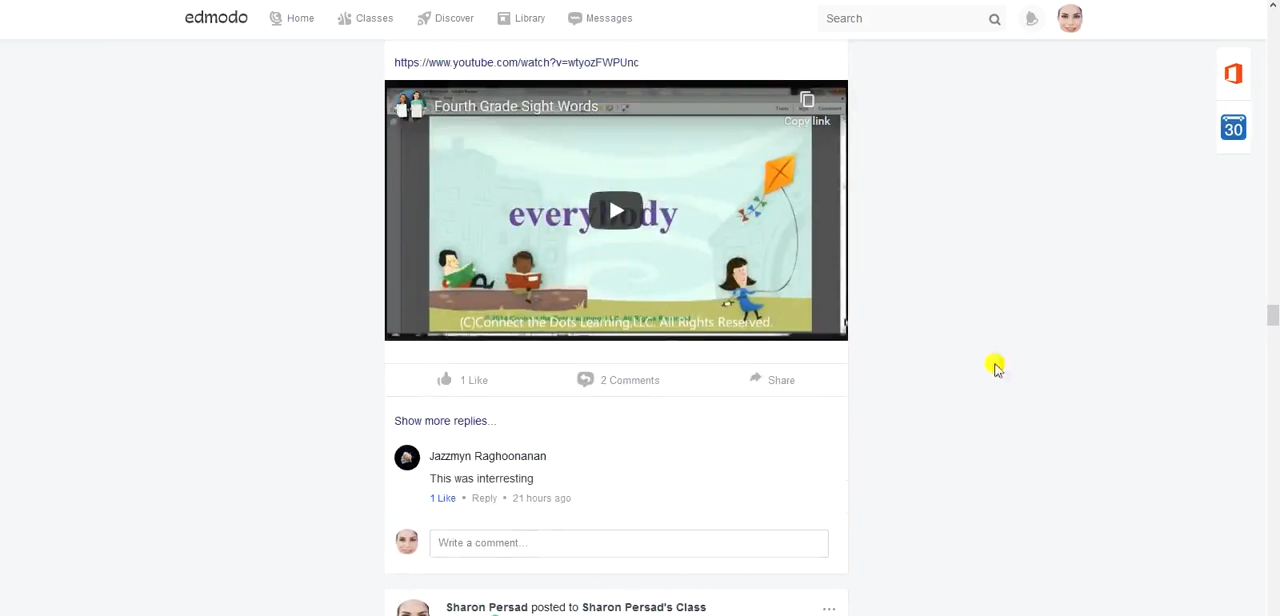 edmodo Home Classes Discover Library Messages Search
https://www.youtube.com/watch?v=wtyozFWPUnc
Fourth Grade Sight Words
Copy link
30
everybody
(C)Connect the Dots Learning,LLC. All Rights Reserved.
1 Like 2 Comments Share
Show more replies...
Jazzmyn Raghoonanan
This was interresting
1 Like • Reply • 21 hours ago
Write a comment...
Sharon Persad posted to Sharon Persad's Class